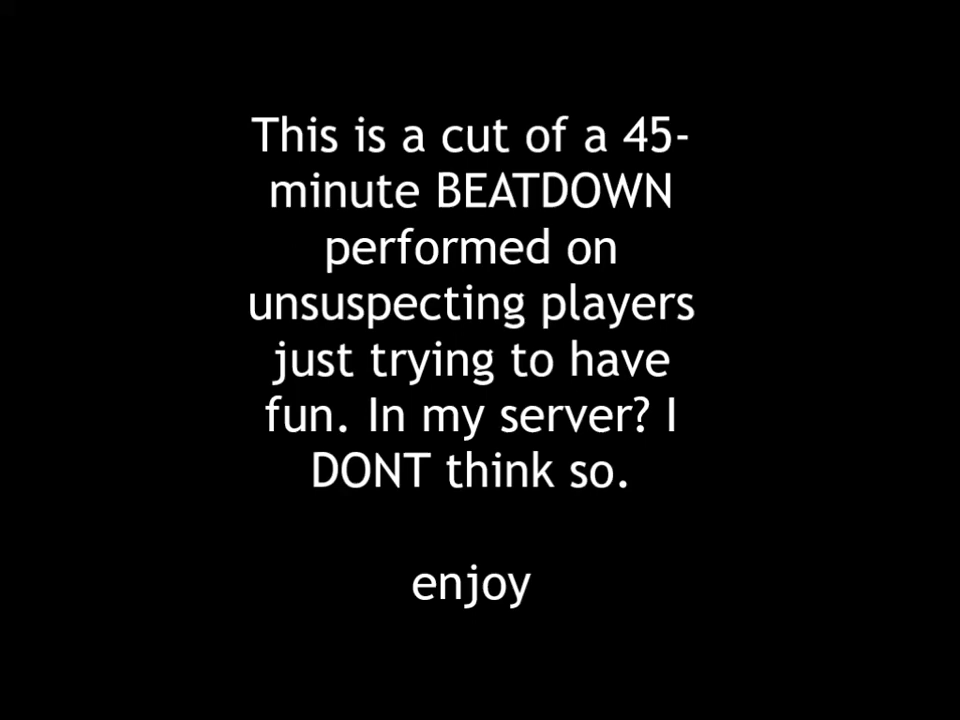 This is a cut of a 45-
minute BEATDOWN
performed on
unsuspecting players
just trying to have
fun. In my server? I
DONT think so.
enjoy